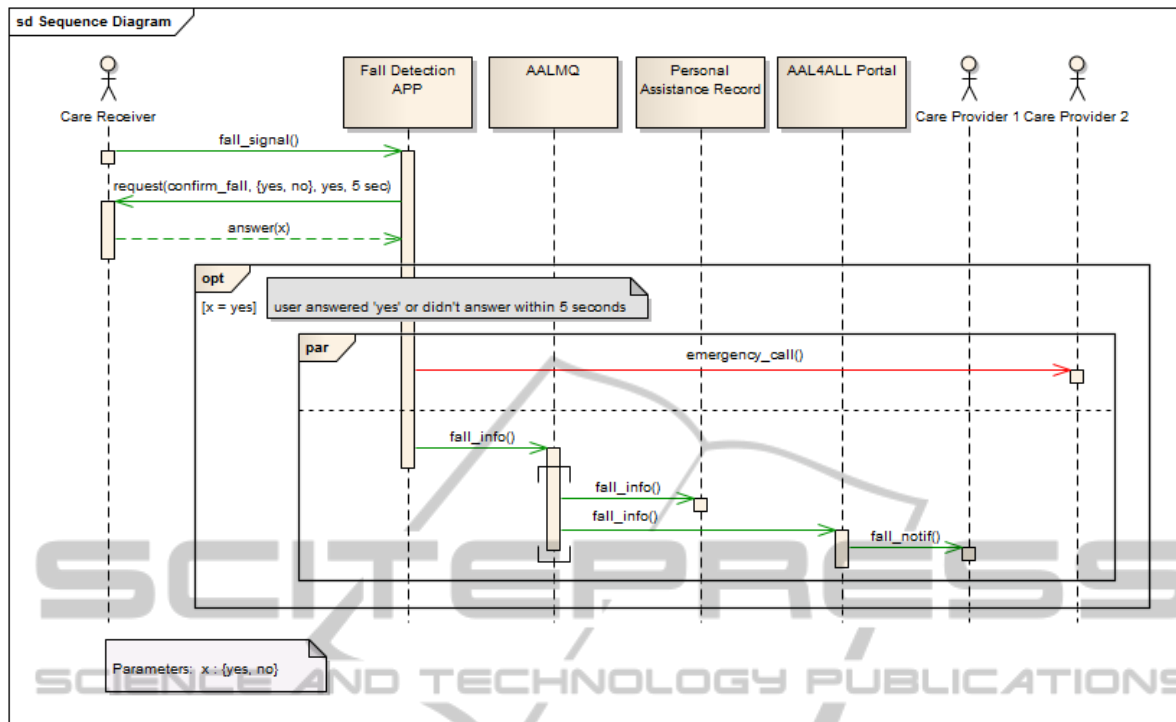 sd Sequence Diagram
Care Receiver
Fall Detection
APP
AALMQ
Personal
Assistance Record
AAL4ALL Portal
Care Provider 1
Care Provider 2
fall_signal()
request(confirm_fall, {yes, no}, yes, 5 sec)
answer(x)
opt
[x = yes]
user answered 'yes' or didn't answer within 5 seconds
par
emergency_call()
fall_info()
fall_info()
fall_info()
fall_notif()
SCITEPRESS
Parameters: x : {yes, no}
SCIENCE AND TECHNOLOGY PUBLICATIONS